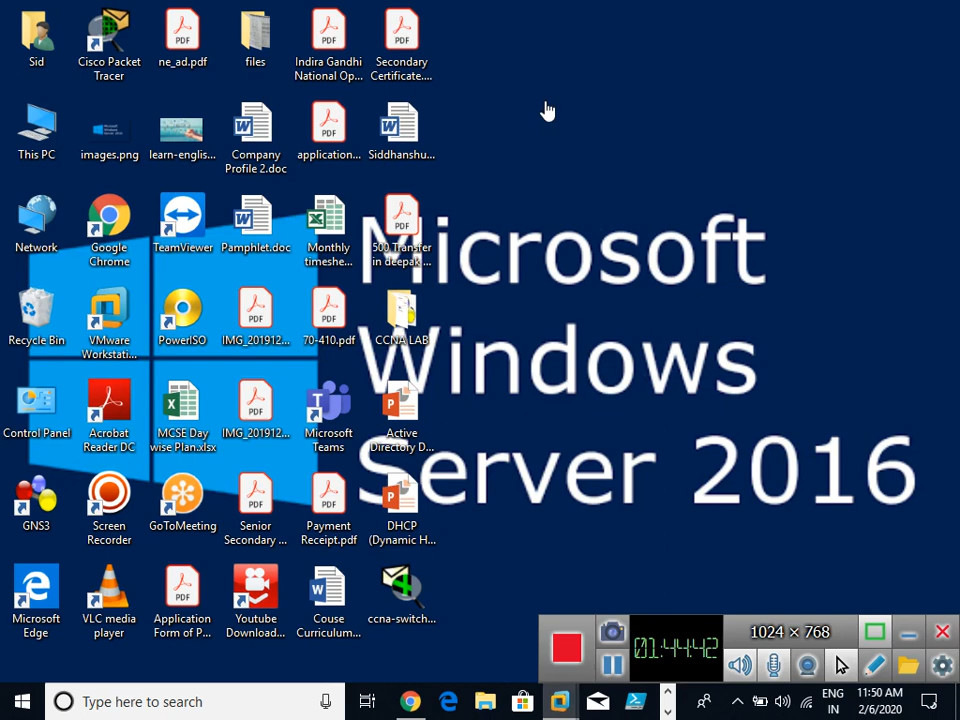 Sid
Cisco Packet
Tracer
ne_ad.pdf
files
Indira Gandhi
National Op...
Secondary
Certificate....
This PC
images.png
learn-englis...
Company
Profile 2.doc
application...
Siddhanshu...
Network
Google
Chrome
TeamViewer
Pamphlet.doc
Monthly
timeshe...
500 Transfer
in deepak ...
Recycle Bin
VMware
Workstati...
PowerISO
IMG_201912...
70-410.pdf
CCNA LAB
Control Panel
Acrobat
Reader DC
MCSE Day
wise Plan.xlsx
IMG_201912...
Microsoft
Teams
Active
Directory D...
GNS3
Screen
Recorder
GoToMeeting
Senior
Secondary ...
Payment
Receipt.pdf
DHCP
(Dynamic H...
Microsoft
Edge
VLC media
player
Application
Form of P...
Youtube
Download...
Couse
Curriculum...
ccna-switch...
Microsoft
Windows
Server 2016
01:44:42
1024 × 768
Type here to search
ENG
IN
11:50 AM
2/6/2020